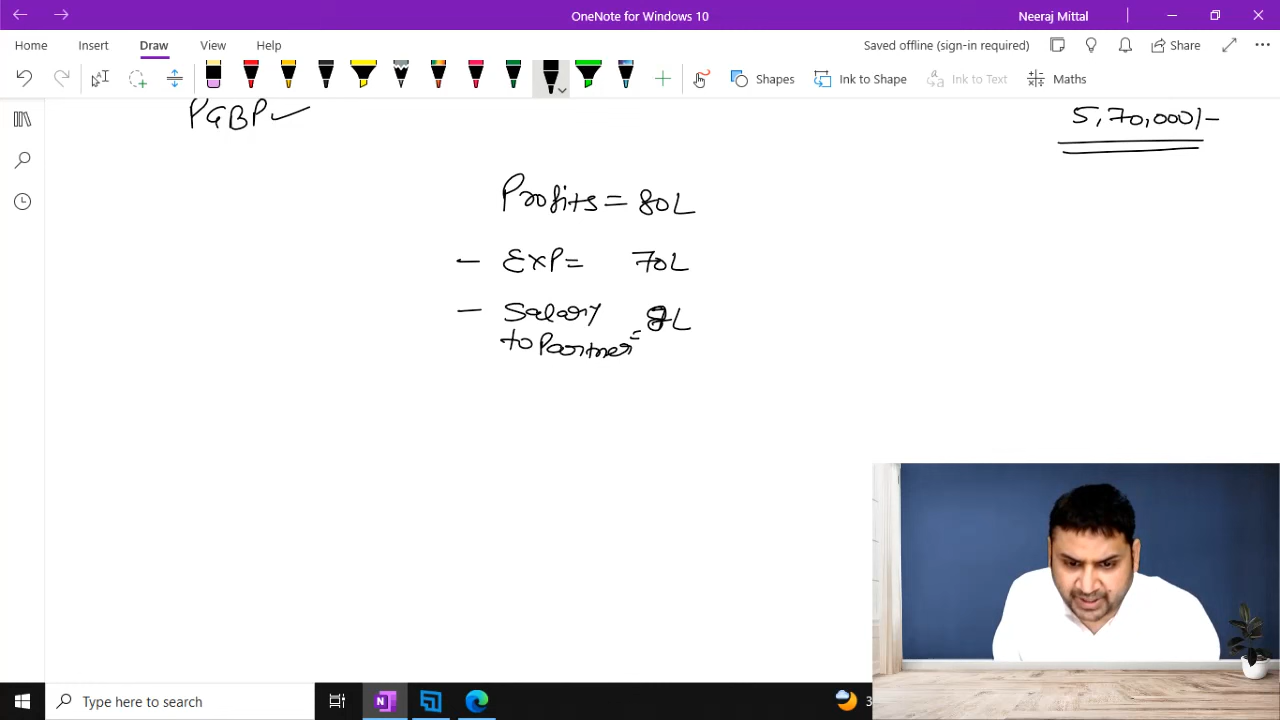 OneNote for Windows 10
Neeraj Mittal
Home Insert Draw View Help
Saved offline (sign-in required) Share
Shapes Ink to Shape Ink to Text Maths
PGBP
5,70,000/-
Profits = 80L
- EXP = 70L
- Salary L
to Partner =
Type here to search
3